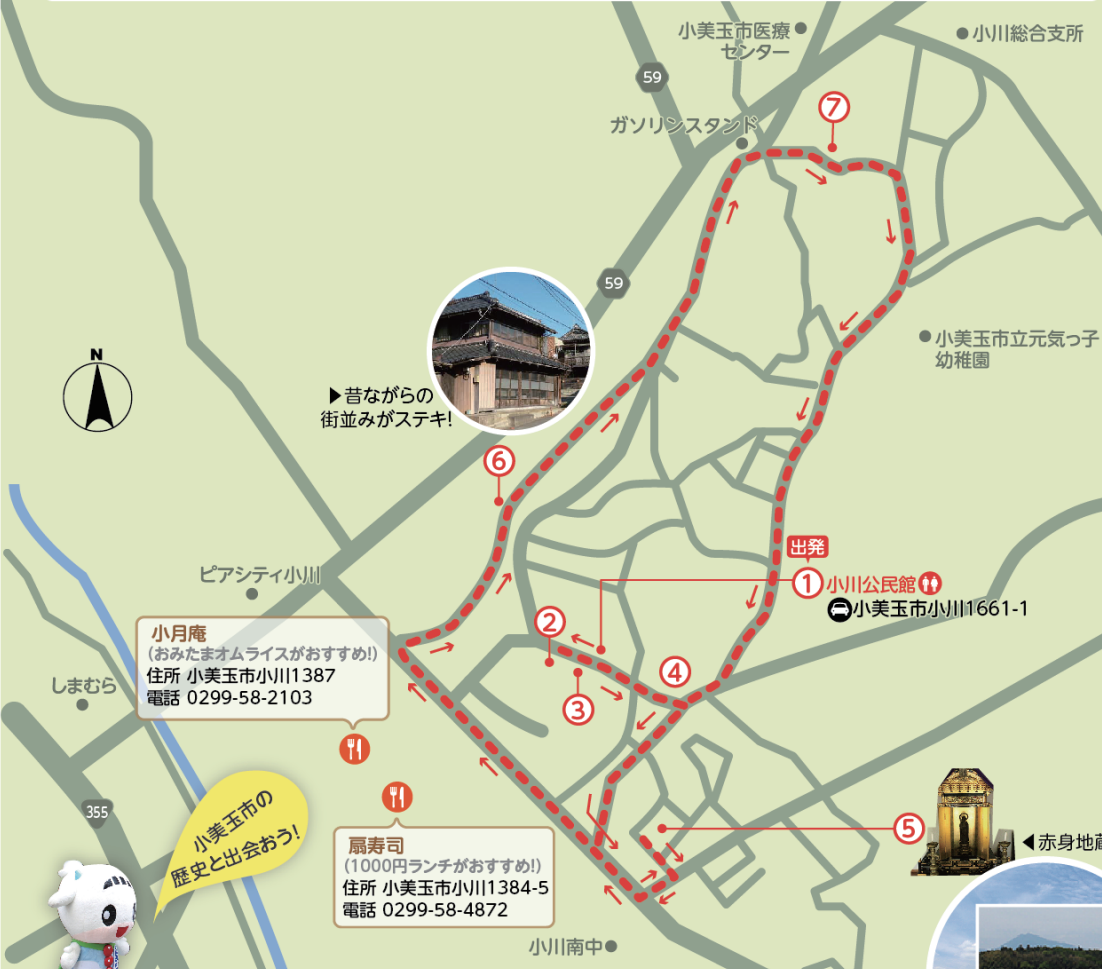 小美玉市医療
センター
小川総合支所
59
⑦
ガソリンスタンド
59
小美玉市立元気っ子
幼稚園
N
▶昔ながらの
街並みがステキ!
⑥
出発
① 小川公民館
小美玉市小川1661-1
ピアシティ小川
小月庵
(おみたまオムライスがおすすめ!)
住所 小美玉市小川1387
電話 0299-58-2103
②
③
④
しまむら
355
小美玉市の
歴史と出会おう!
扇寿司
(1000円ランチがおすすめ!)
住所 小美玉市小川1384-5
電話 0299-58-4872
⑤
◀赤身地蔵
小川南中